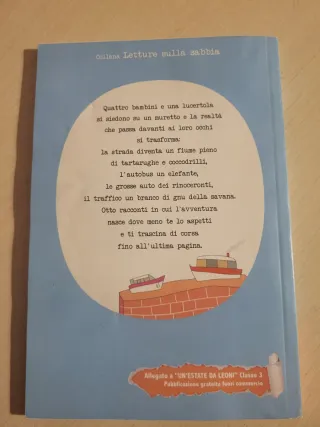 Collana Letture sulla sabbia
Quattro bambini e una lucertola
si siedono su un muretto e la realtà
che passa davanti ai loro occhi
si trasforma:
la strada diventa un fiume pieno
di tartarughe e coccodrilli,
l'autobus un elefante,
le grosse auto dei rinoceronti,
il traffico un branco di gnu della savana.
Otto racconti in cui l'avventura
nasce dove meno te lo aspetti
e ti trascina di corsa
fino all'ultima pagina.
Allegato a "UN'ESTATE DA LEONI" Classe 3
Pubblicazione gratuita fuori commercio